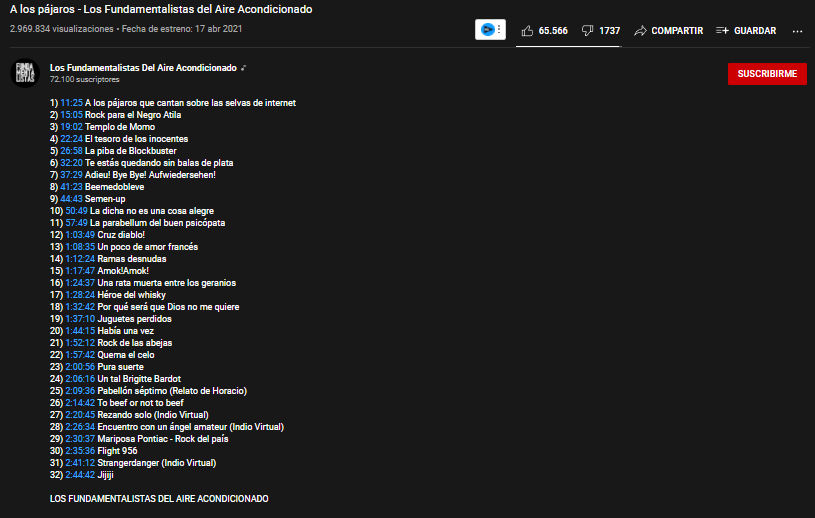 A los pájaros - Los Fundamentalistas del Aire Acondicionado
2.969.834 visualizaciones • Fecha de estreno: 17 abr 2021
65.566
1737
COMPARTIR
GUARDAR
FUNDA
MENTA
LISTAS
Los Fundamentalistas Del Aire Acondicionado
72.100 suscriptores
SUSCRIBIRME
1) 11:25 A los pájaros que cantan sobre las selvas de internet
2) 15:05 Rock para el Negro Atila
3) 19:02 Templo de Momo
4) 22:24 El tesoro de los inocentes
5) 26:58 La piba de Blockbuster
6) 32:20 Te estás quedando sin balas de plata
7) 37:29 Adieu! Bye Bye! Aufwiedersehen!
8) 41:23 Beemedobleve
9) 44:43 Semen-up
10) 50:49 La dicha no es una cosa alegre
11) 57:49 La parabellum del buen psicópata
12) 1:03:49 Cruz diablo!
13) 1:08:35 Un poco de amor francés
14) 1:12:24 Ramas desnudas
15) 1:17:47 Amok!Amok!
16) 1:24:37 Una rata muerta entre los geranios
17) 1:28:24 Héroe del whisky
18) 1:32:42 Por qué será que Dios no me quiere
19) 1:37:10 Juguetes perdidos
20) 1:44:15 Había una vez
21) 1:52:12 Rock de las abejas
22) 1:57:42 Quema el celo
23) 2:00:56 Pura suerte
24) 2:06:16 Un tal Brigitte Bardot
25) 2:09:36 Pabellón séptimo (Relato de Horacio)
26) 2:14:42 To beef or not to beef
27) 2:20:45 Rezando solo (Indio Virtual)
28) 2:26:34 Encuentro con un ángel amateur (Indio Virtual)
29) 2:30:37 Mariposa Pontiac - Rock del país
30) 2:35:36 Flight 956
31) 2:41:12 Strangerdanger (Indio Virtual)
32) 2:44:42 Jijiji
LOS FUNDAMENTALISTAS DEL AIRE ACONDICIONADO